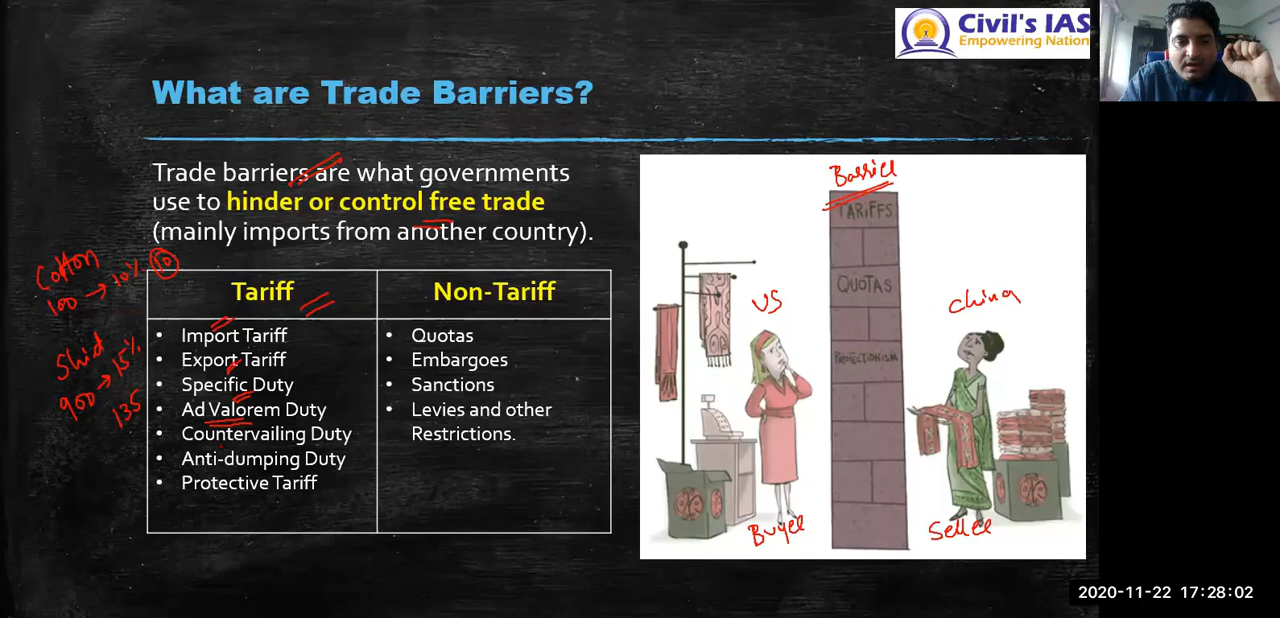 Civil's IAS
Empowering Nation
What are Trade Barriers?
Trade barriers are what governments
use to hinder or control free trade
(mainly imports from another country).
Cotton
100 → 10% 10
Shirt
900 → 15%
135
Tariff
• Import Tariff
• Export Tariff
• Specific Duty
• Ad Valorem Duty
• Countervailing Duty
• Anti-dumping Duty
• Protective Tariff
Non-Tariff
• Quotas
• Embargoes
• Sanctions
• Levies and other
Restrictions.
Barrier
TARIFFS
QUOTAS
PROTECTIONISM
US
China
Buyer
Seller
2020-11-22 17:28:02